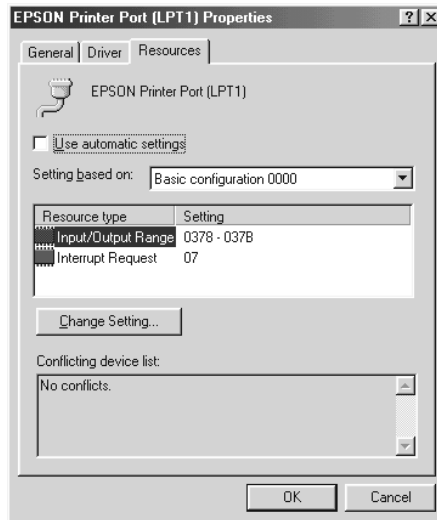 EPSON Printer Port (LPT1) Properties
General Driver Resources
EPSON Printer Port (LPT1)
Use automatic settings
Setting based on: Basic configuration 0000
Resource type Setting
Input/Output Range 0378 - 037B
Interrupt Request 07
Change Setting...
Conflicting device list:
No conflicts.
OK Cancel